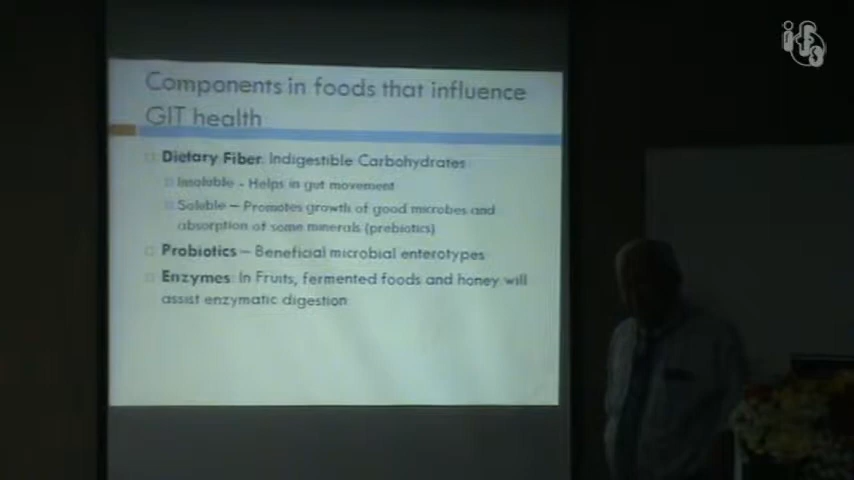 ifs
Components in foods that influence
GIT health
Dietary Fiber: Indigestible Carbohydrates
Insoluble - Helps in gut movement
Soluble – Promotes growth of good microbes and
absorption of some minerals (prebiotics)
Probiotics – Beneficial microbial enterotypes
Enzymes: In Fruits, fermented foods and honey will
assist enzymatic digestion